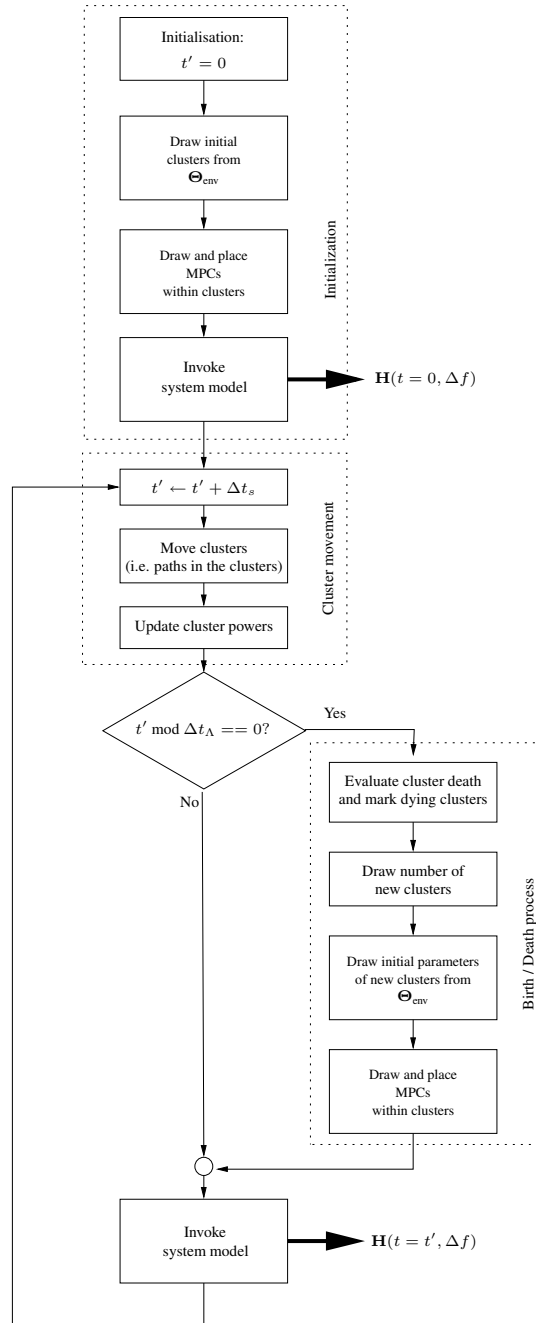 Initialisation:
t′ = 0
Draw initial
clusters from
Θenv
Draw and place
MPCs
within clusters
Initialization
Invoke
system model
H(t = 0, Δf)
t′ ← t′ + Δts
Move clusters
(i.e. paths in the clusters)
Update cluster powers
Cluster movement
t′ mod ΔtΛ == 0?
Yes
No
Evaluate cluster death
and mark dying clusters
Draw number of
new clusters
Draw initial parameters
of new clusters from
Θenv
Draw and place
MPCs
within clusters
Birth / Death process
Invoke
system model
H(t = t′, Δf)